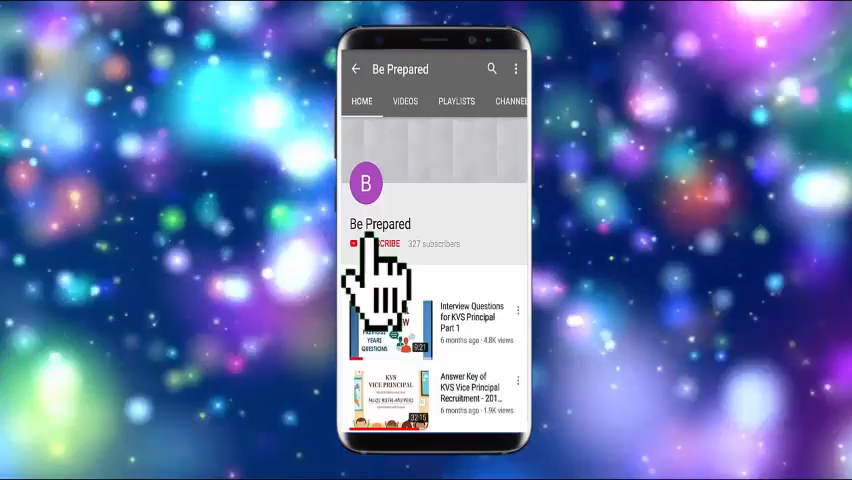 Be Prepared
HOME VIDEOS PLAYLISTS CHANNEL
B
Be Prepared
327 subscribers
Interview Questions
for KVS Principal
Part 1
6 months ago · 4.8K views
YEARS
QUESTIONS
9:21
Answer Key of
KVS Vice Principal
Recruitment - 201...
6 months ago · 1.9K views
KVS
VICE PRINCIPAL
32:15